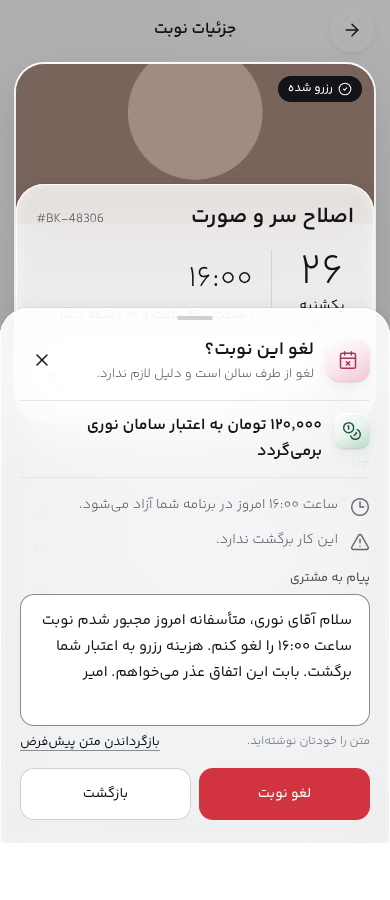 جزئیات نوبت
رزرو شده
اصلاح سر و صورت
#BK-48306
۲۶
۱۶:۰۰
یکشنبه
لغو این نوبت؟
لغو از طرف سالن است و دلیل لازم ندارد.
۱۲۰,۰۰۰ تومان به اعتبار سامان نوری
برمی‌گردد
ساعت ۱۶:۰۰ امروز در برنامه شما آزاد می‌شود.
این کار برگشت ندارد.
پیام به مشتری
سلام آقای نوری، متأسفانه امروز مجبور شدم نوبت
ساعت ۱۶:۰۰ را لغو کنم. هزینه رزرو به اعتبار شما
برگشت. بابت این اتفاق عذر می‌خواهم. امیر
متن را خودتان نوشته‌اید.
بازگرداندن متن پیش‌فرض
لغو نوبت
بازگشت